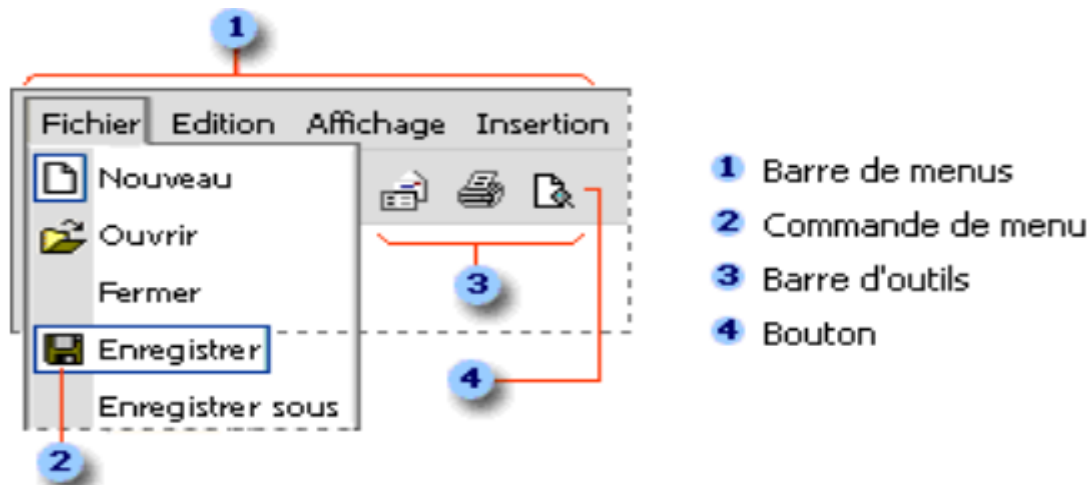 1
Fichier Edition Affichage Insertion
Nouveau
Ouvrir
Fermer
3
Enregistrer
4
Enregistrer sous
2
1 Barre de menus
2 Commande de menu
3 Barre d'outils
4 Bouton